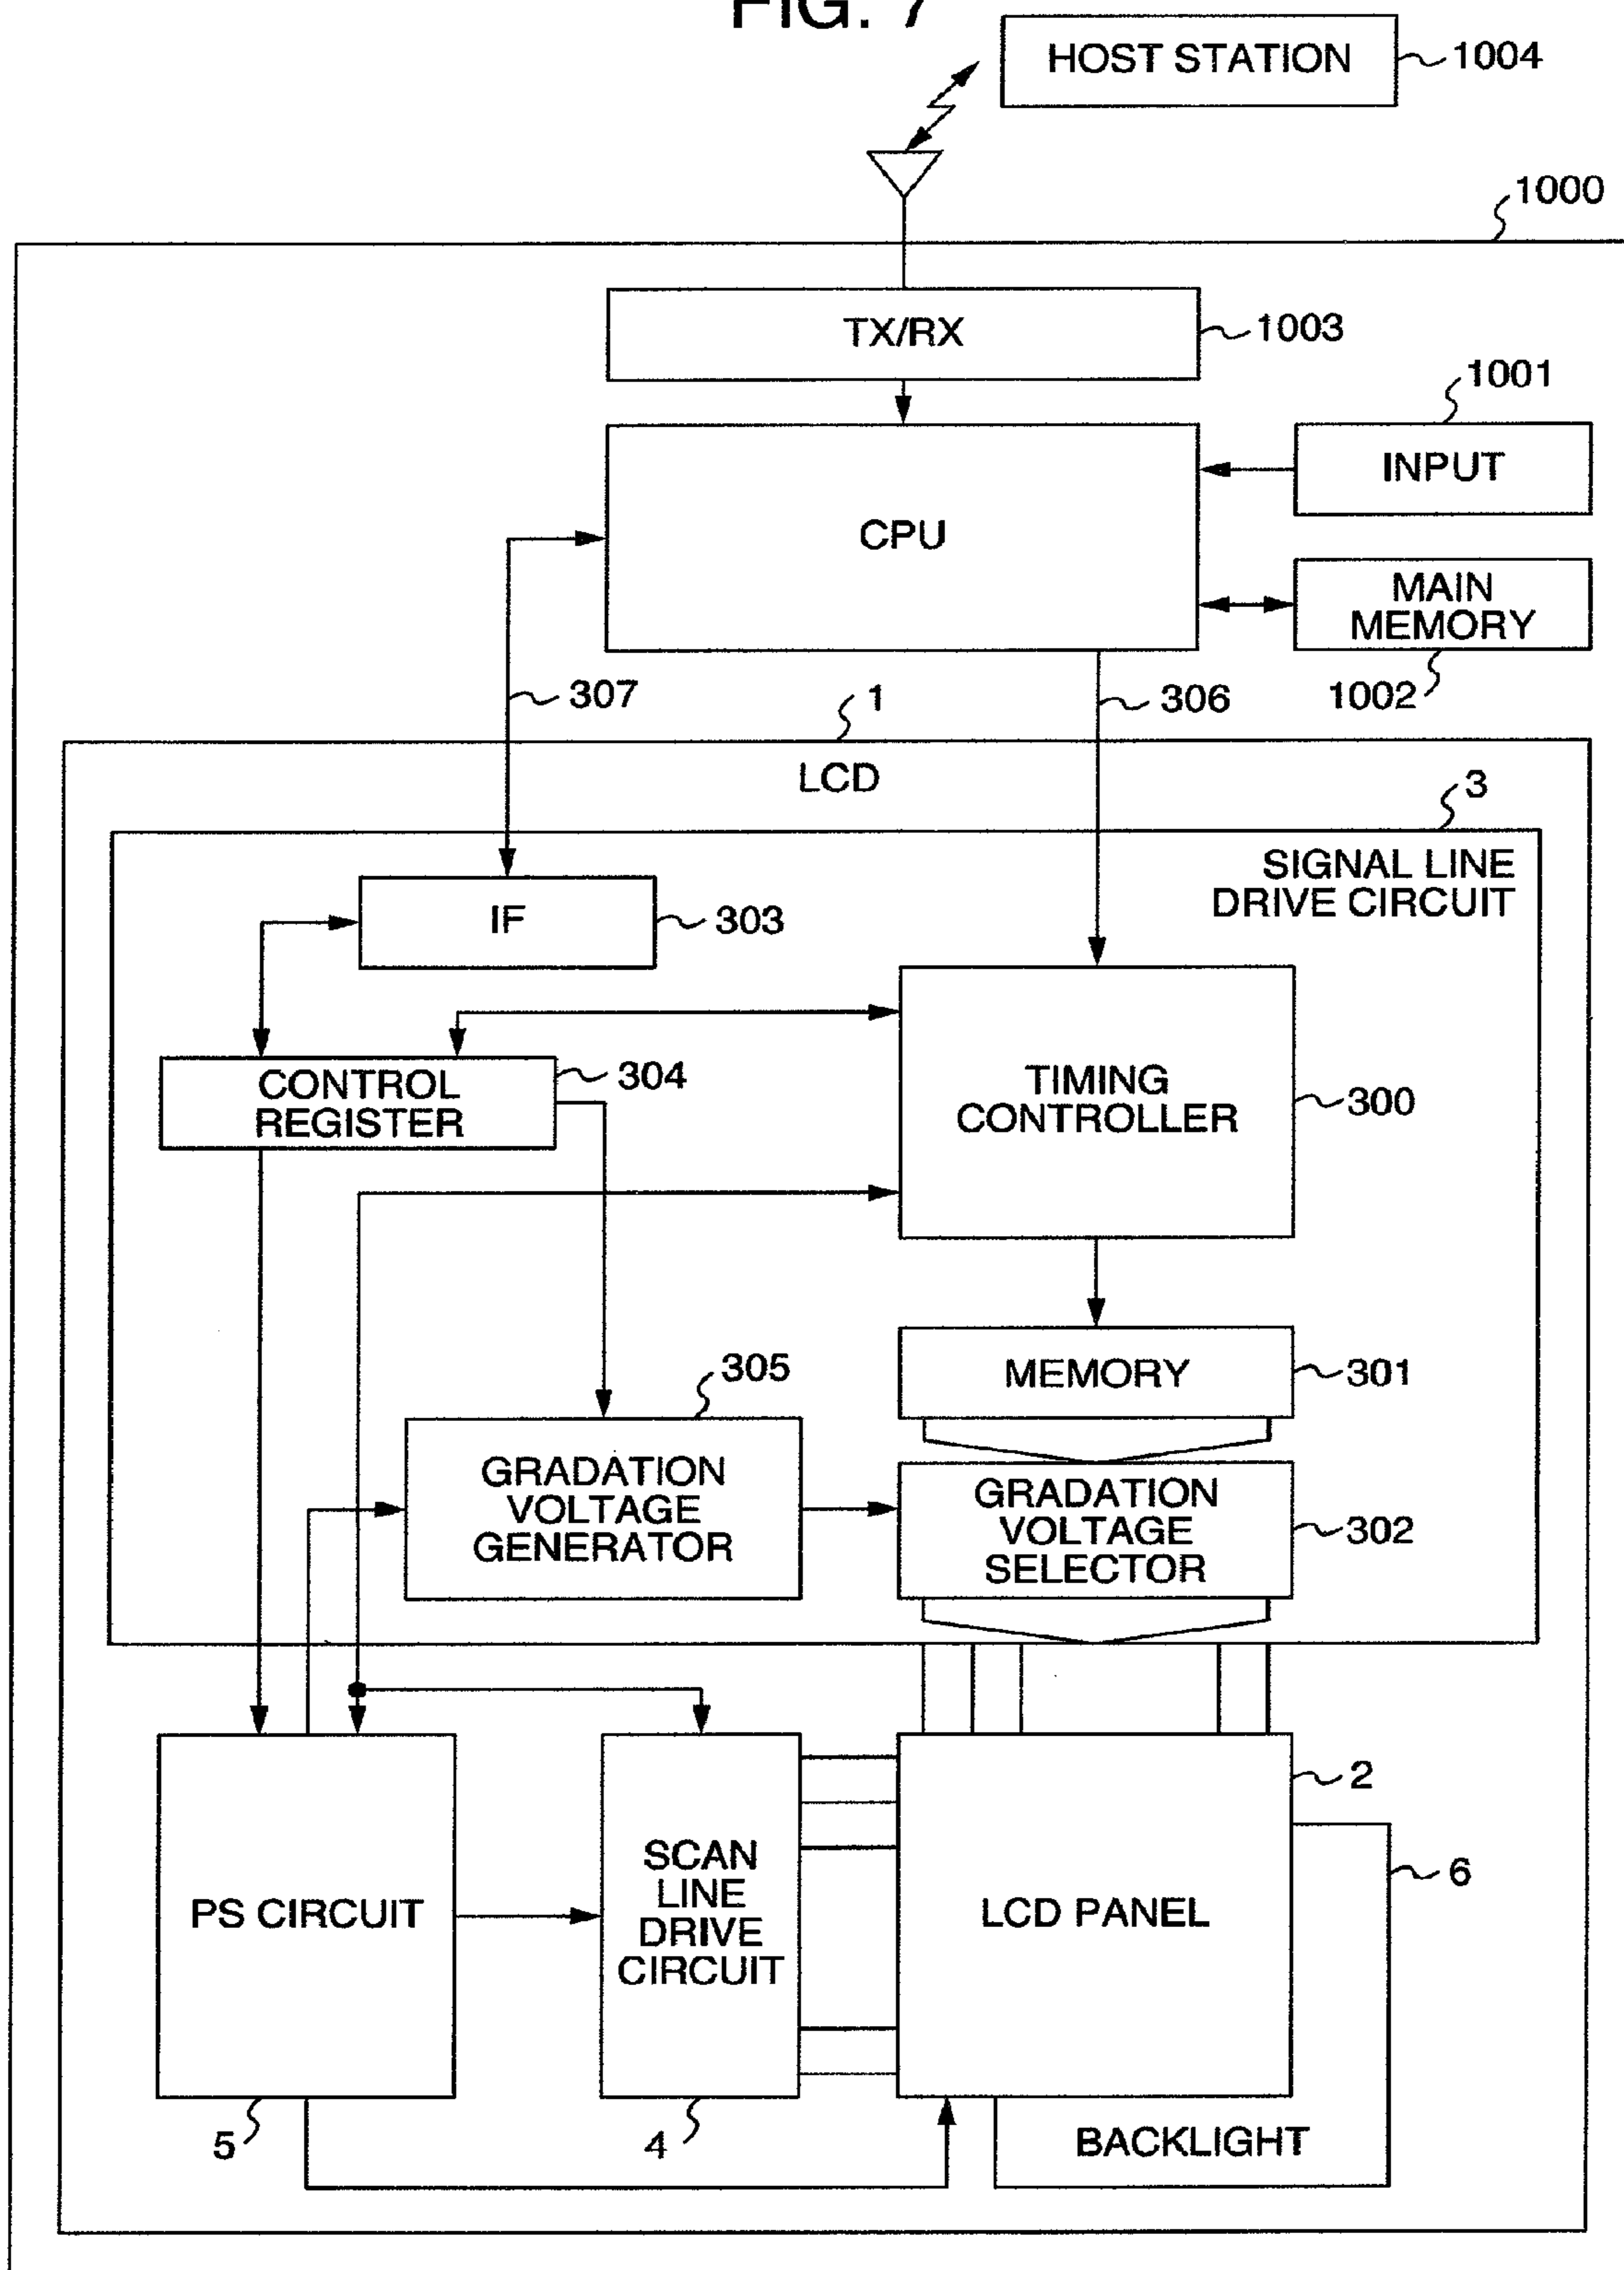 FIG. 7
HOST STATION
1004
1000
TX/RX
1003
1001
INPUT
CPU
MAIN
MEMORY
1002
307
306
1
LCD
3
SIGNAL LINE
DRIVE CIRCUIT
IF
303
CONTROL
REGISTER
304
TIMING
CONTROLLER
300
MEMORY
301
305
GRADATION
VOLTAGE
GENERATOR
GRADATION
VOLTAGE
SELECTOR
302
PS CIRCUIT
5
SCAN
LINE
DRIVE
CIRCUIT
4
LCD PANEL
2
6
BACKLIGHT